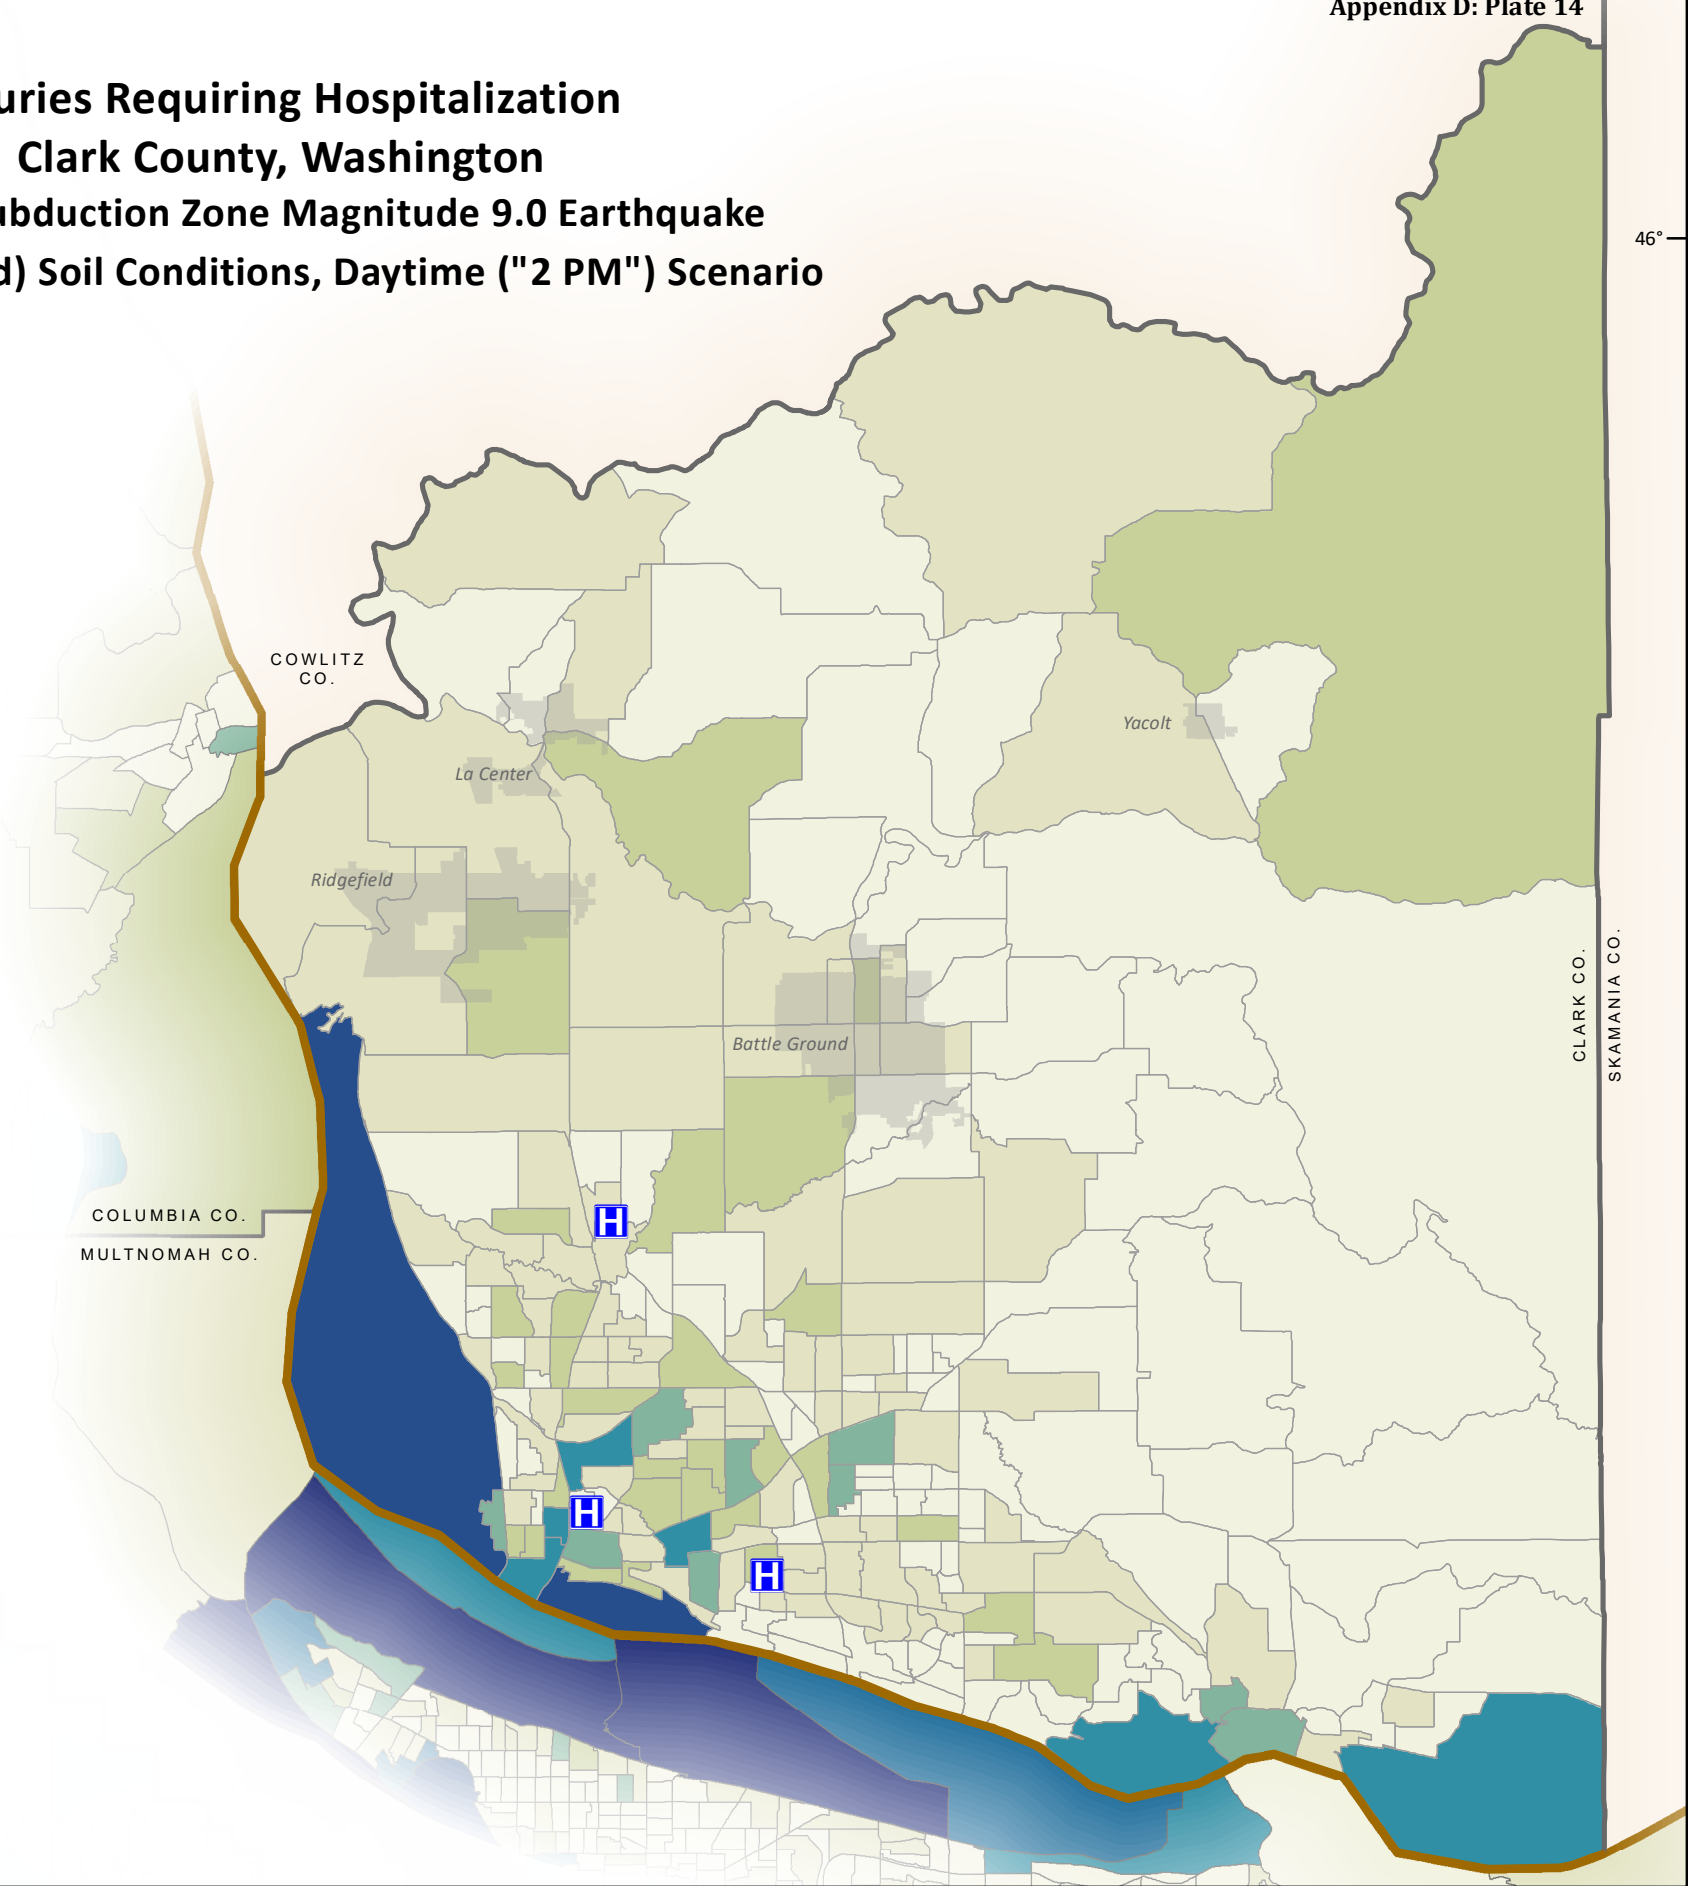 Appendix D: Plate 14
uries Requiring Hospitalization
Clark County, Washington
ubduction Zone Magnitude 9.0 Earthquake
d) Soil Conditions, Daytime ("2 PM") Scenario
46°
COWLITZ
CO.
Yacolt
La Center
Ridgefield
CLARK CO.
SKAMANIA CO.
Battle Ground
COLUMBIA CO.
MULTNOMAH CO.
H
H
H